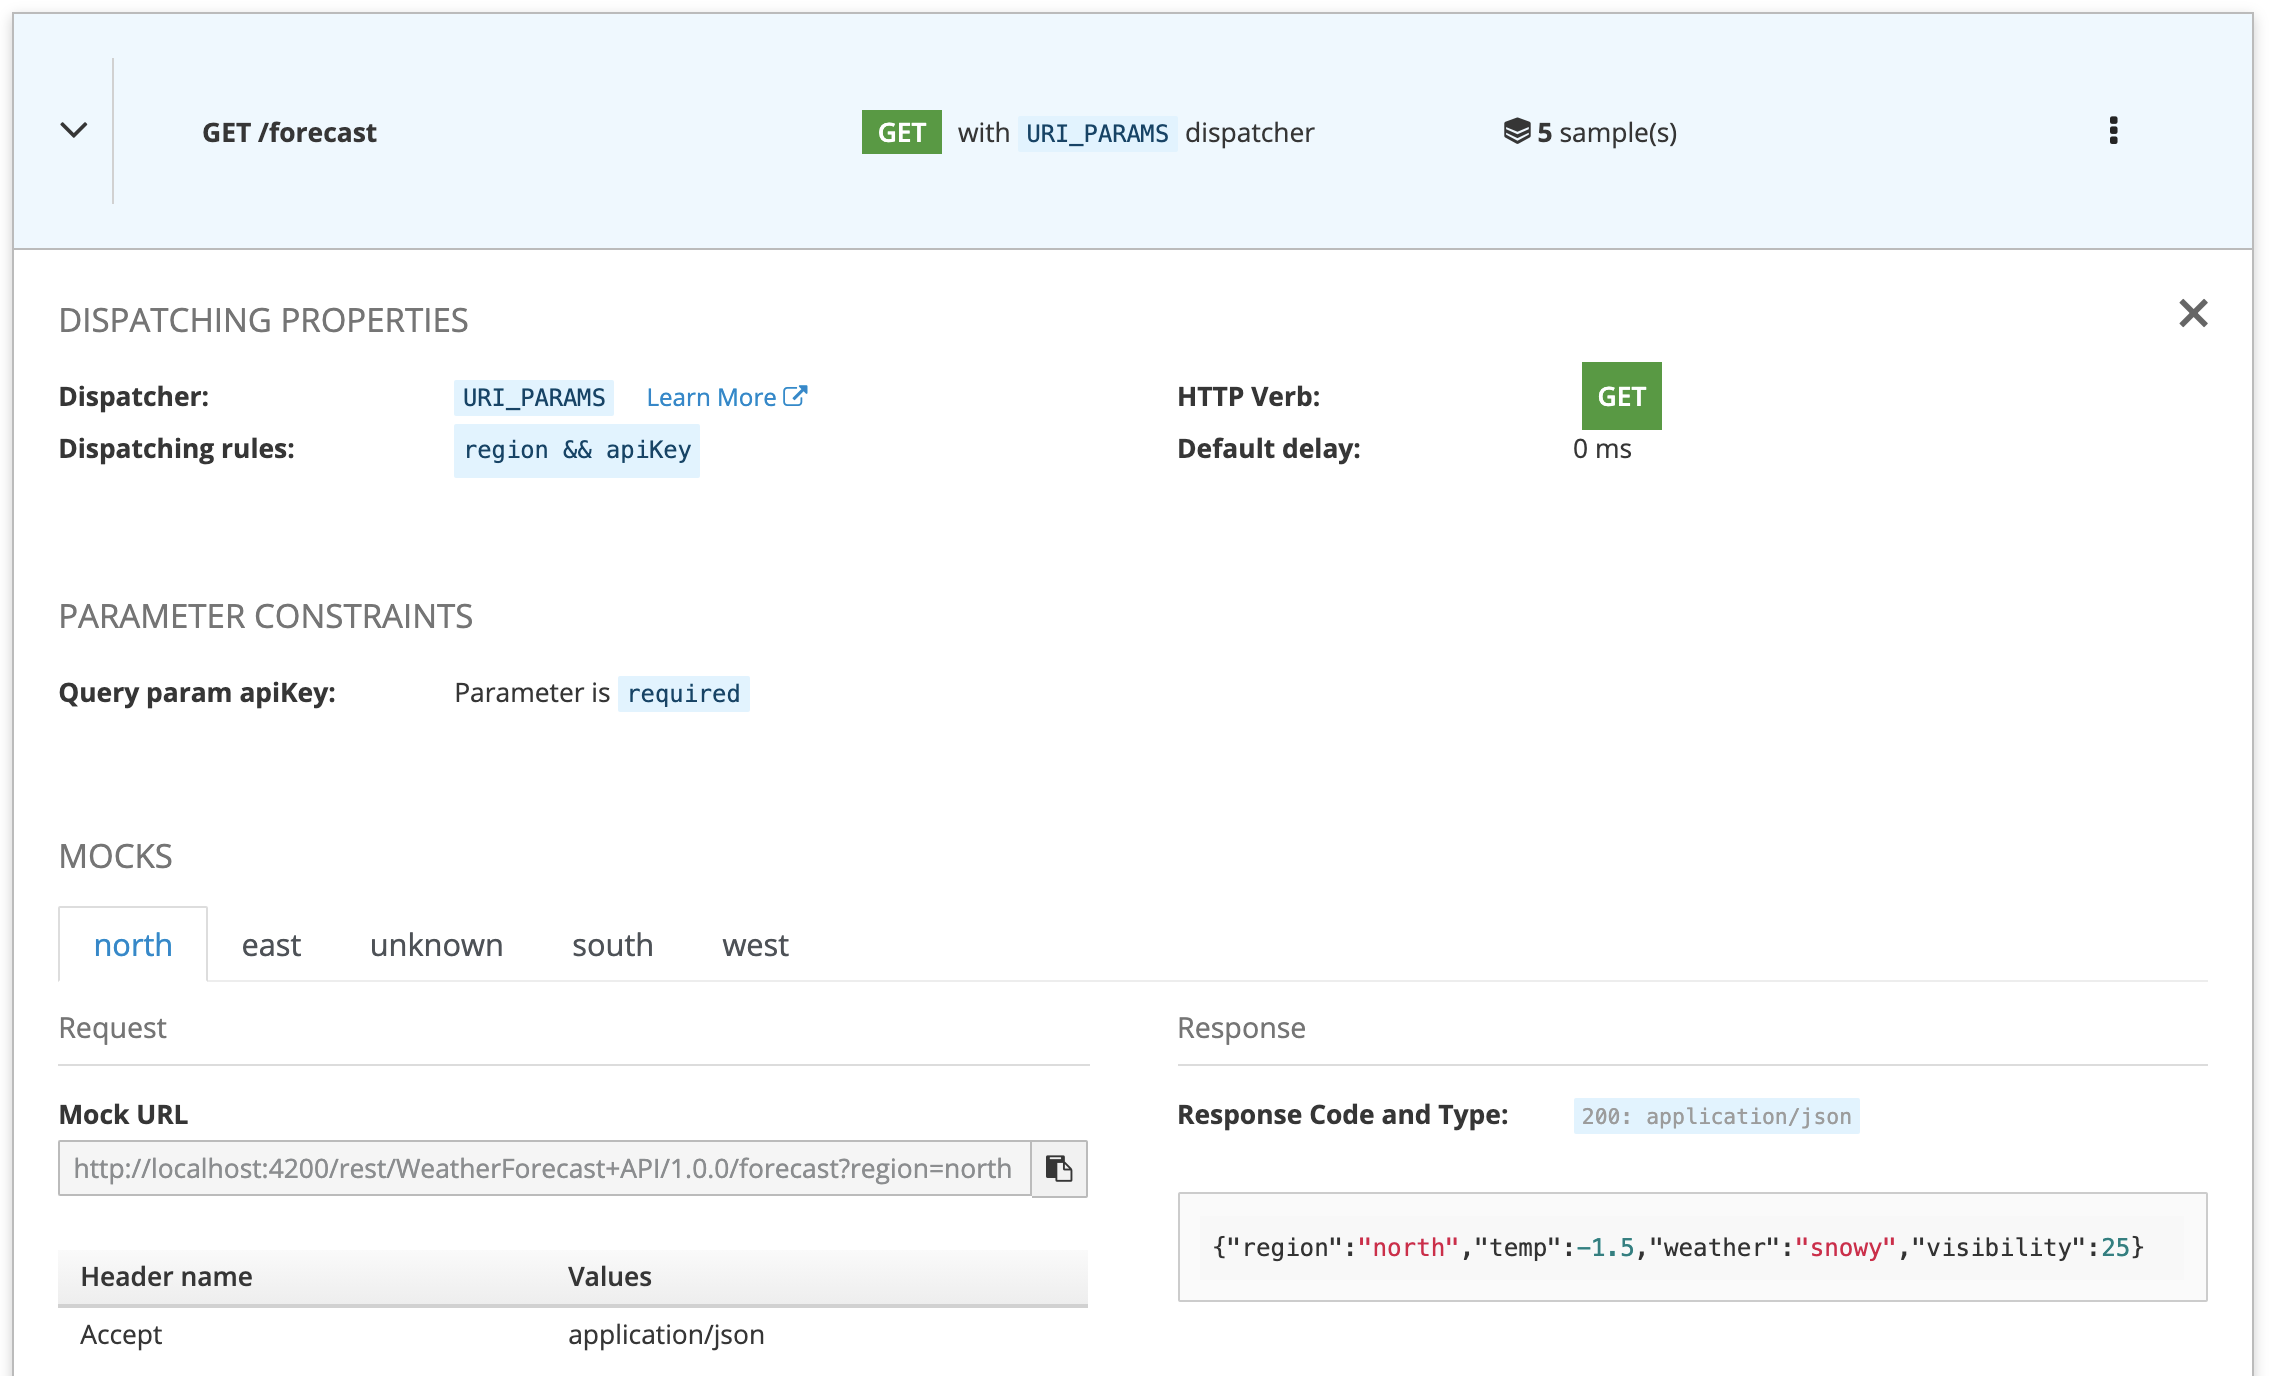 GET /forecast GET with URI_PARAMS dispatcher 5 sample(s)
DISPATCHING PROPERTIES
Dispatcher: URI_PARAMS Learn More HTTP Verb: GET
Dispatching rules: region && apiKey Default delay: 0 ms
PARAMETER CONSTRAINTS
Query param apiKey: Parameter is required
MOCKS
north east unknown south west
Request Response
Mock URL Response Code and Type: 200: application/json
http://localhost:4200/rest/WeatherForecast+API/1.0.0/forecast?region=north
{"region":"north","temp":-1.5,"weather":"snowy","visibility":25}
Header name Values
Accept application/json